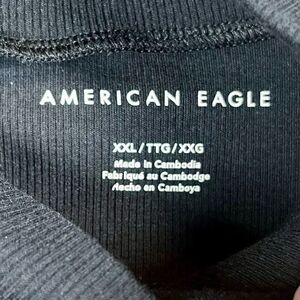 AMERICAN EAGLE
XXL/TTG/XXG
Made in Cambodia
Fabriqué au Cambodge
Hecho en Camboya